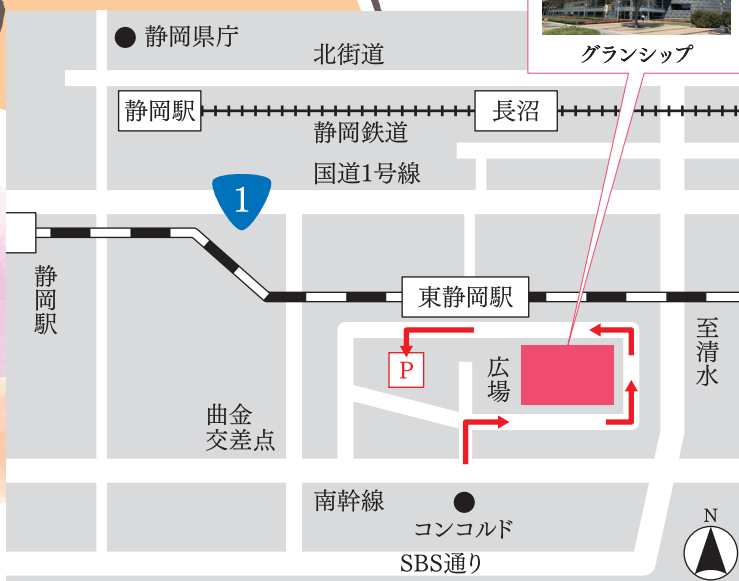 静岡県庁
北街道
グランシップ
静岡駅
長沼
静岡鉄道
国道1号線
1
静岡駅
東静岡駅
至清水
P
広場
曲金
交差点
南幹線
コンコルド
SBS通り
N